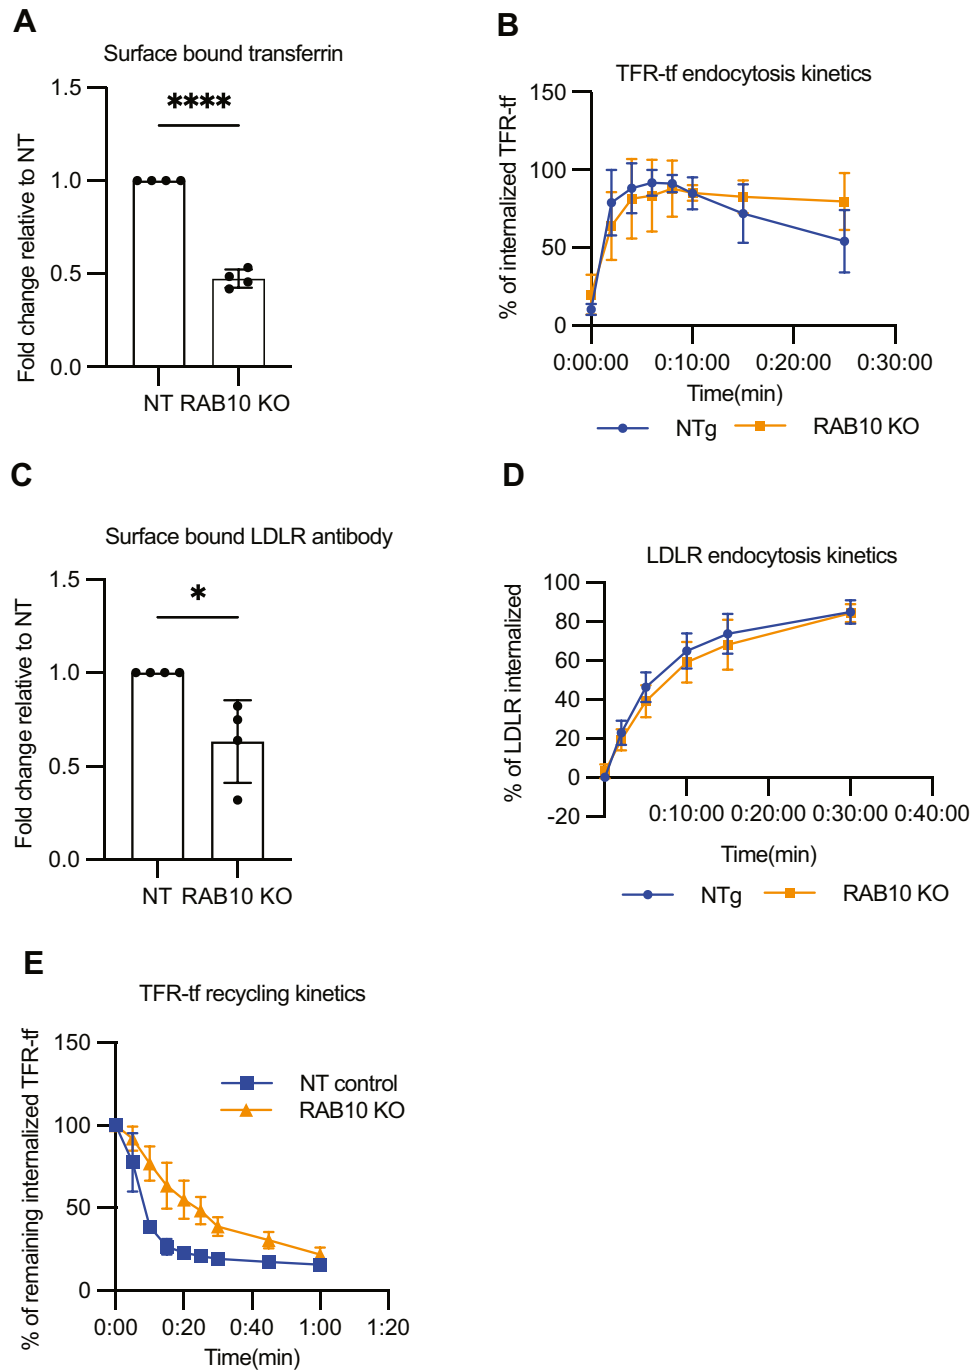 A
Surface bound transferrin
Fold change relative to NT
1.5
1.0
0.5
0.0
****
NT RAB10 KO
B
TFR-tf endocytosis kinetics
% of internalized TFR-tf
150
100
50
0
0:00:00 0:10:00 0:20:00 0:30:00
Time(min)
NTg RAB10 KO
C
Surface bound LDLR antibody
Fold change relative to NT
1.5
1.0
0.5
0.0
*
NT RAB10 KO
D
LDLR endocytosis kinetics
% of LDLR internalized
100
80
60
40
20
0
-20
0:10:00 0:20:00 0:30:00 0:40:00
Time(min)
NTg RAB10 KO
E
TFR-tf recycling kinetics
% of remaining internalized TFR-tf
150
100
50
0
NT control
RAB10 KO
0:00 0:20 0:40 1:00 1:20
Time(min)